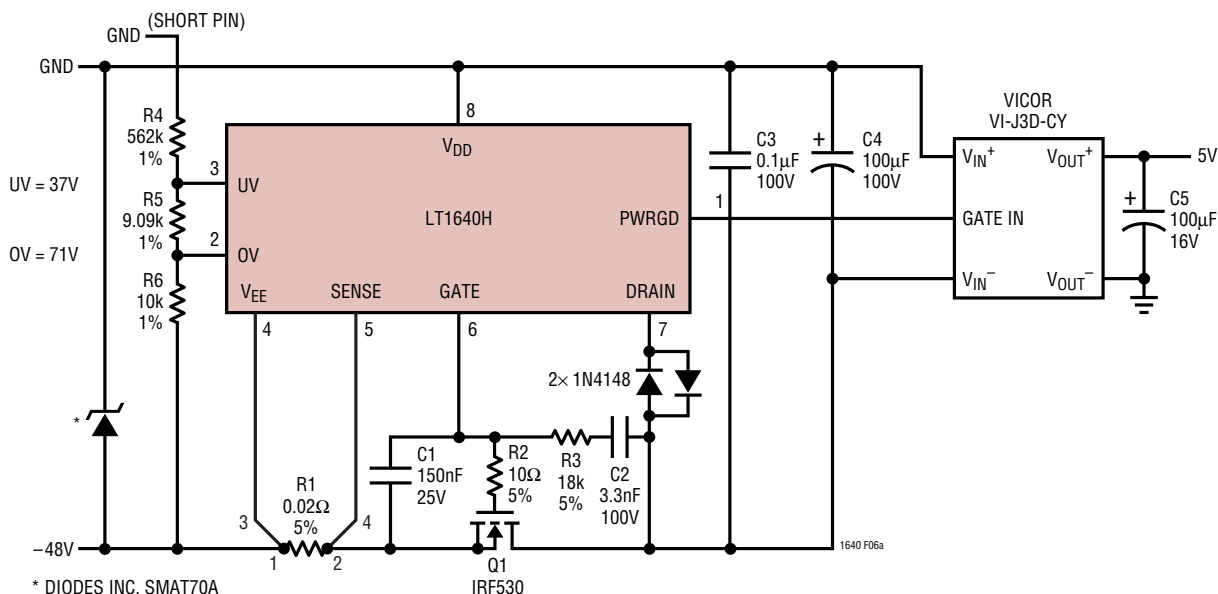 (SHORT PIN)
GND
GND
R4
562k
1%
UV = 37V
R5
9.09k
1%
OV = 71V
R6
10k
1%
3
2
8
VDD
UV
LT1640H
PWRGD
1
OV
VEE
SENSE
GATE
DRAIN
4
5
6
7
C3
0.1µF
100V
+
C4
100µF
100V
VICOR
VI-J3D-CY
VIN+
VOUT+
5V
GATE IN
+
C5
100µF
16V
VIN–
VOUT–
2× 1N4148
*
R1
0.02Ω
5%
3
4
1
2
C1
150nF
25V
R2
10Ω
5%
R3
18k
5%
C2
3.3nF
100V
–48V
Q1
IRF530
1640 F06a
* DIODES INC. SMAT70A